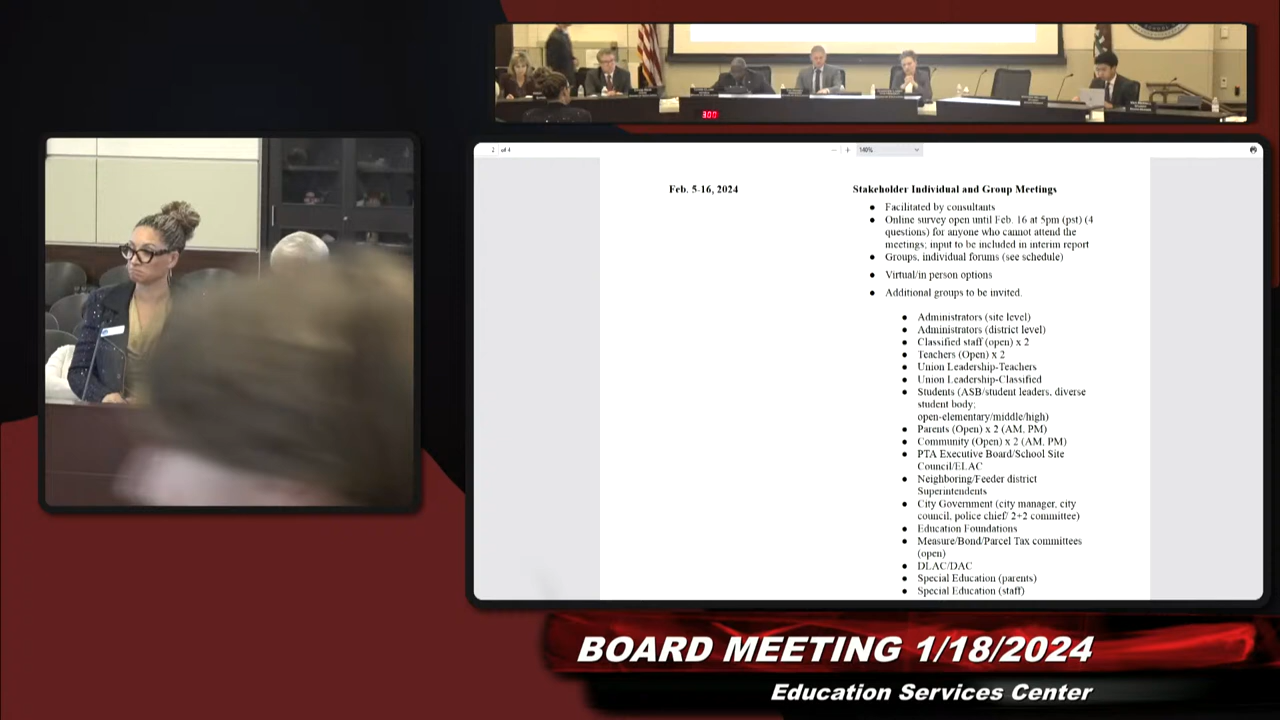 3:00
2 of 4
140%
Feb. 5-16, 2024
Stakeholder Individual and Group Meetings
Facilitated by consultants
Online survey open until Feb. 16 at 5pm (pst) (4
questions) for anyone who cannot attend the
meetings; input to be included in interim report
Groups, individual forums (see schedule)
Virtual/in person options
Additional groups to be invited.
Administrators (site level)
Administrators (district level)
Classified staff (open) x 2
Teachers (Open) x 2
Union Leadership-Teachers
Union Leadership-Classified
Students (ASB/student leaders, diverse
student body;
open-elementary/middle/high)
Parents (Open) x 2 (AM, PM)
Community (Open) x 2 (AM, PM)
PTA Executive Board/School Site
Council/ELAC
Neighboring/Feeder district
Superintendents
City Government (city manager, city
council, police chief/ 2+2 committee)
Education Foundations
Measure/Bond/Parcel Tax committees
(open)
DLAC/DAC
Special Education (parents)
Special Education (staff)
BOARD MEETING 1/18/2024
Education Services Center